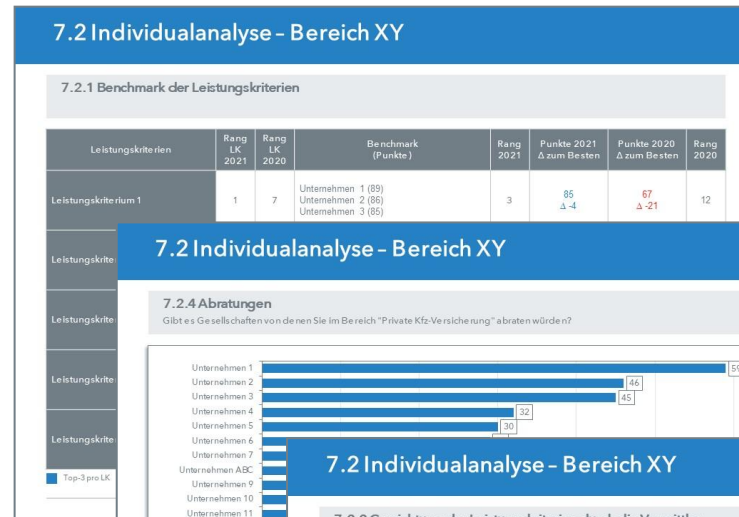 7.2 Individualanalyse – Bereich XY
7.2.1 Benchmark der Leistungskriterien
Leistungskriterien
Rang LK 2021
Rang LK 2020
Benchmark (Punkte)
Rang 2021
Punkte 2021 Δ zum Besten
Punkte 2020 Δ zum Besten
Rang 2020
Leistungskriterium 1
1
7
Unternehmen 1 (89)
Unternehmen 2 (86)
Unternehmen 3 (85)
3
85
Δ -4
67
Δ -21
12
Leistungskrite
Leistungskrite
Leistungskrite
Leistungskrite
Top-3 pro LK
7.2 Individualanalyse – Bereich XY
7.2.4 Abratungen
Gibt es Gesellschaften von denen Sie im Bereich "Private Kfz-Versicherung" abraten würden?
Unternehmen 1 59
Unternehmen 2 46
Unternehmen 3 45
Unternehmen 4 32
Unternehmen 5 30
Unternehmen 6
Unternehmen 7
Unternehmen ABC
Unternehmen 9
Unternehmen 10
Unternehmen 11
7.2 Individualanalyse – Bereich XY